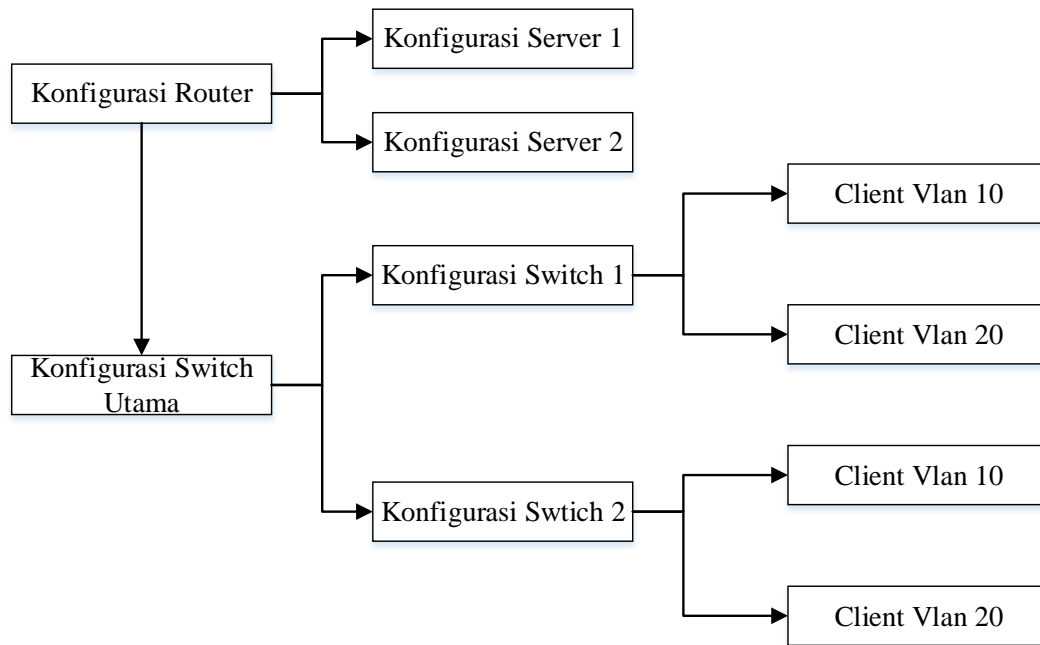 Konfigurasi Server 1
Konfigurasi Router
Konfigurasi Server 2
Client Vlan 10
Konfigurasi Switch 1
Client Vlan 20
Konfigurasi Switch
Utama
Client Vlan 10
Konfigurasi Swtich 2
Client Vlan 20